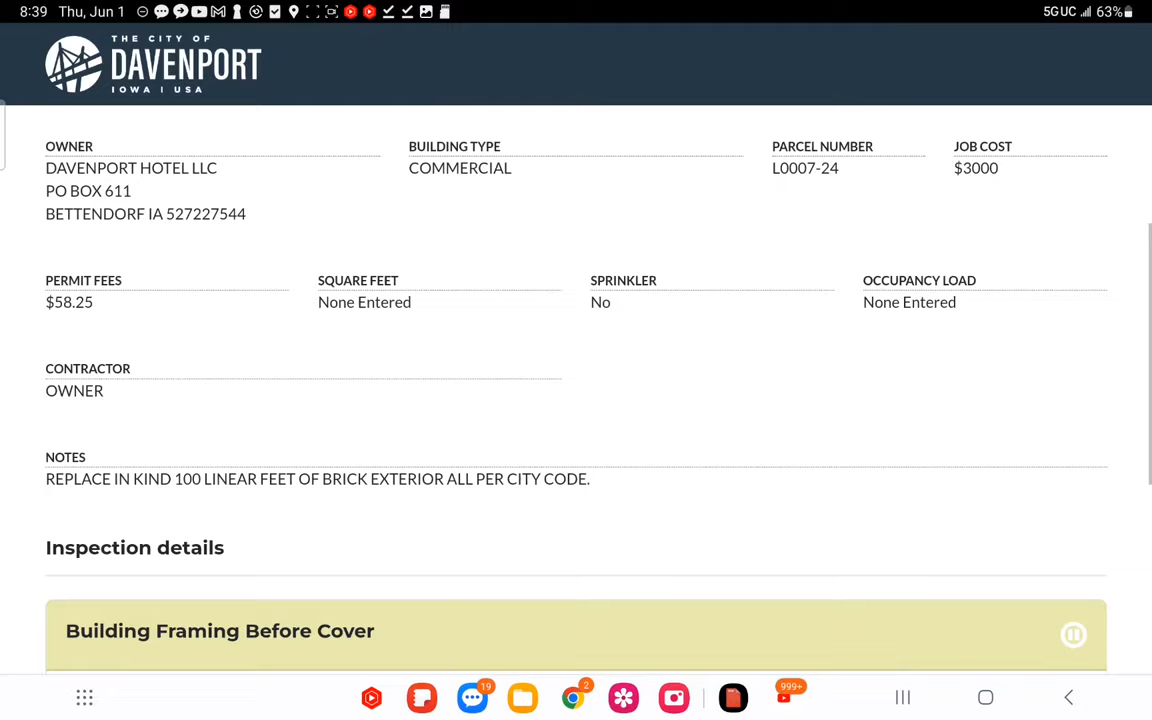 8:39 Thu, Jun 1
5G UC 63%
THE CITY OF
DAVENPORT
IOWA | USA
OWNER
DAVENPORT HOTEL LLC
PO BOX 611
BETTENDORF IA 527227544
BUILDING TYPE
COMMERCIAL
PARCEL NUMBER
L0007-24
JOB COST
$3000
PERMIT FEES
$58.25
SQUARE FEET
None Entered
SPRINKLER
No
OCCUPANCY LOAD
None Entered
CONTRACTOR
OWNER
NOTES
REPLACE IN KIND 100 LINEAR FEET OF BRICK EXTERIOR ALL PER CITY CODE.
Inspection details
Building Framing Before Cover
19
2
999+